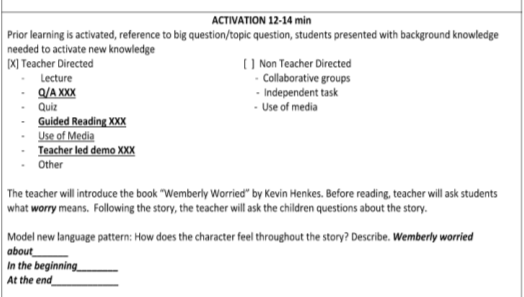 ACTIVATION 12-14 min
Prior learning is activated, reference to big question/topic question, students presented with background knowledge
needed to activate new knowledge
[X] Teacher Directed
- Lecture
- Q/A XXX
- Quiz
- Guided Reading XXX
- Use of Media
- Teacher led demo XXX
- Other
[ ] Non Teacher Directed
- Collaborative groups
- Independent task
- Use of media
The teacher will introduce the book "Wemberly Worried" by Kevin Henkes. Before reading, teacher will ask students
what worry means. Following the story, the teacher will ask the children questions about the story.
Model new language pattern: How does the character feel throughout the story? Describe. Wemberly worried
about_______
In the beginning________
At the end_____________